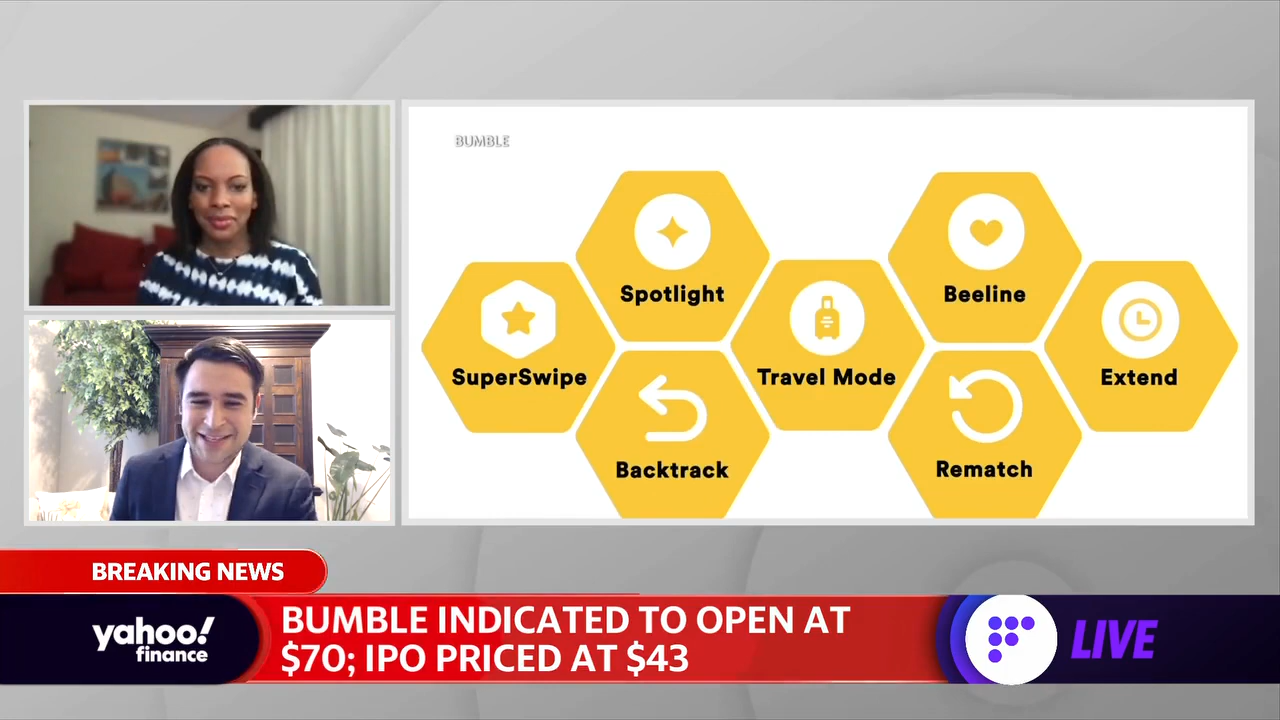 BUMBLE
Spotlight
Beeline
SuperSwipe
Travel Mode
Extend
Backtrack
Rematch
BREAKING NEWS
yahoo!
finance
BUMBLE INDICATED TO OPEN AT
$70; IPO PRICED AT $43
LIVE